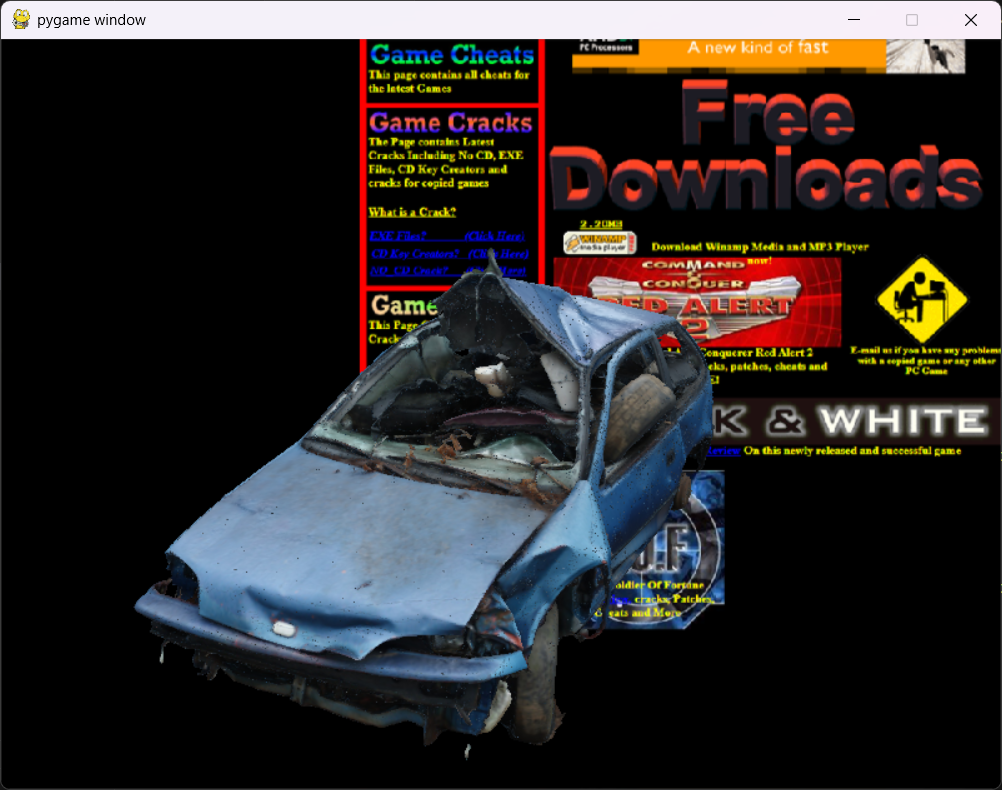 pygame window
PC Processors
A new kind of fast
Game Cheats
This page contains all cheats for
the latest Games
Game Cracks
The Page contains Latest
Cracks Including No CD, EXE
Files, CD Key Creators and
cracks for copied games
What is a Crack?
EXE Files? (Click Here)
CD Key Creators? (Click Here)
NO CD Crack? Here)
Game
This Page
Crack
Free
Downloads
2.20MB
WINAMP
media player
Download Winamp Media and MP3 Player
now!
COMMAND
&
CONQUER
RED ALERT
2
Conquerer Red Alert 2
cks, patches, cheats and
E-mail us if you have any problems
with a copied game or any other
PC Game
K & WHITE
Review On this newly released and successful game
.F
oldier Of Fortune
cracks, Patches,
eats and More